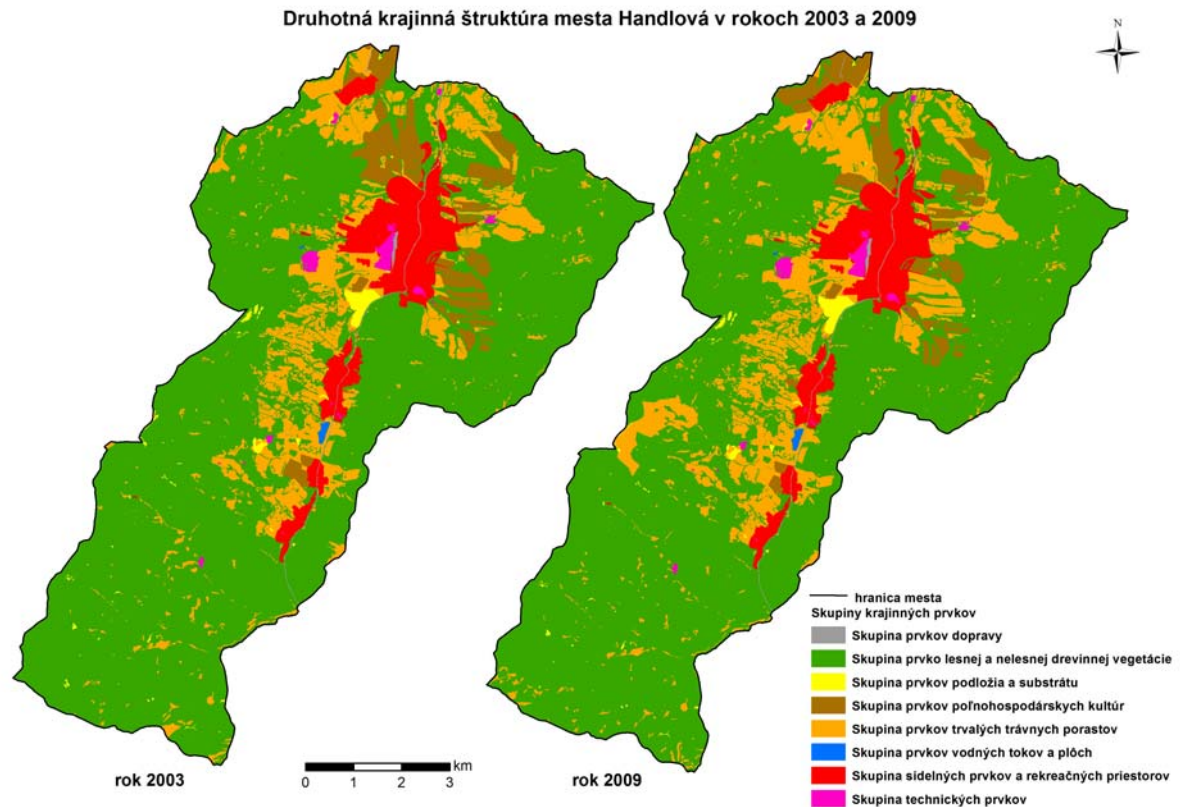 Druhotná krajinná štruktúra mesta Handlová v rokoch 2003 a 2009
N
hranica mesta
Skupiny krajinných prvkov
Skupina prvkov dopravy
Skupina prvko lesnej a nelesnej drevinnej vegetácie
Skupina prvkov podložia a substrátu
Skupina prvkov poľnohospodárskych kultúr
Skupina prvkov trvalých trávnych porastov
Skupina prvkov vodných tokov a plôch
Skupina sídelných prvkov a rekreačných priestorov
Skupina technických prvkov
rok 2003
km
0 1 2 3
rok 2009